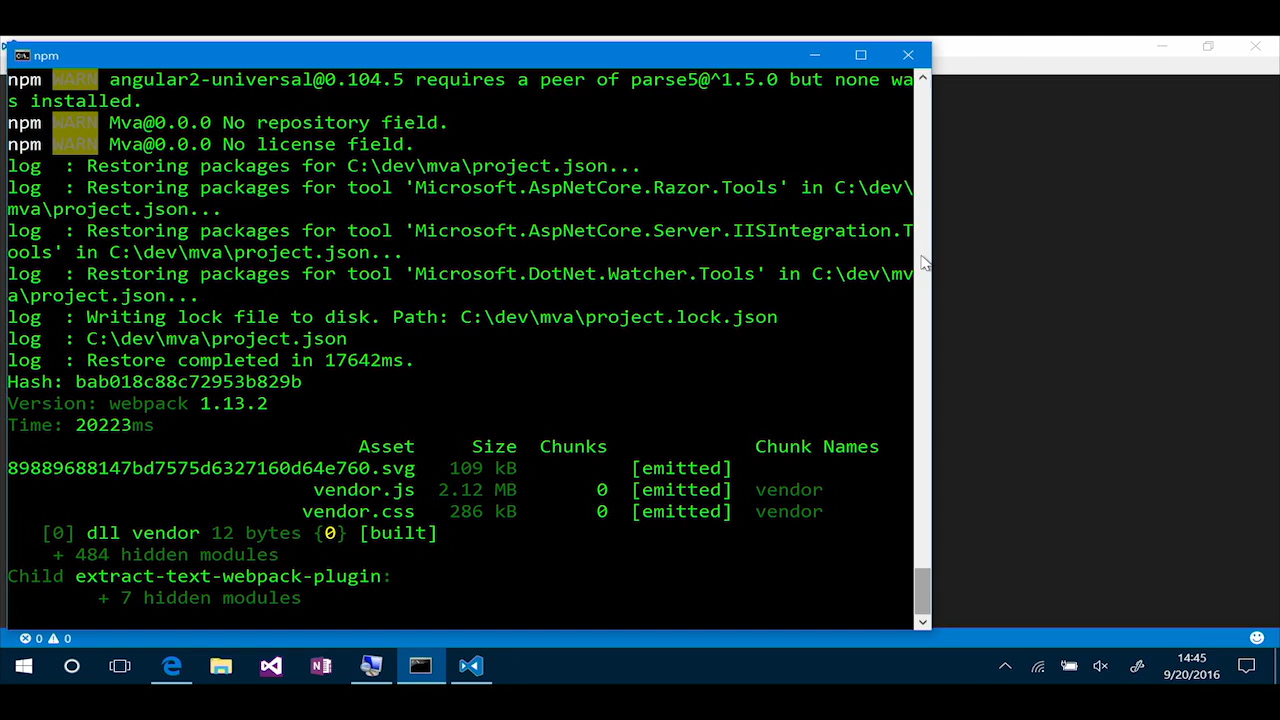 npm
npm WARN angular2-universal@0.104.5 requires a peer of parse5@^1.5.0 but none wa
s installed.
npm WARN Mva@0.0.0 No repository field.
npm WARN Mva@0.0.0 No license field.
log  : Restoring packages for C:\dev\mva\project.json...
log  : Restoring packages for tool 'Microsoft.AspNetCore.Razor.Tools' in C:\dev\
mva\project.json...
log  : Restoring packages for tool 'Microsoft.AspNetCore.Server.IISIntegration.T
ools' in C:\dev\mva\project.json...
log  : Restoring packages for tool 'Microsoft.DotNet.Watcher.Tools' in C:\dev\mv
a\project.json...
log  : Writing lock file to disk. Path: C:\dev\mva\project.lock.json
log  : C:\dev\mva\project.json
log  : Restore completed in 17642ms.
Hash: bab018c88c72953b829b
Version: webpack 1.13.2
Time: 20223ms
Asset Size Chunks Chunk Names
89889688147bd7575d6327160d64e760.svg 109 kB [emitted]
vendor.js 2.12 MB 0 [emitted] vendor
vendor.css 286 kB 0 [emitted] vendor
[0] dll vendor 12 bytes {0} [built]
+ 484 hidden modules
Child extract-text-webpack-plugin:
+ 7 hidden modules
0 0
14:45
9/20/2016